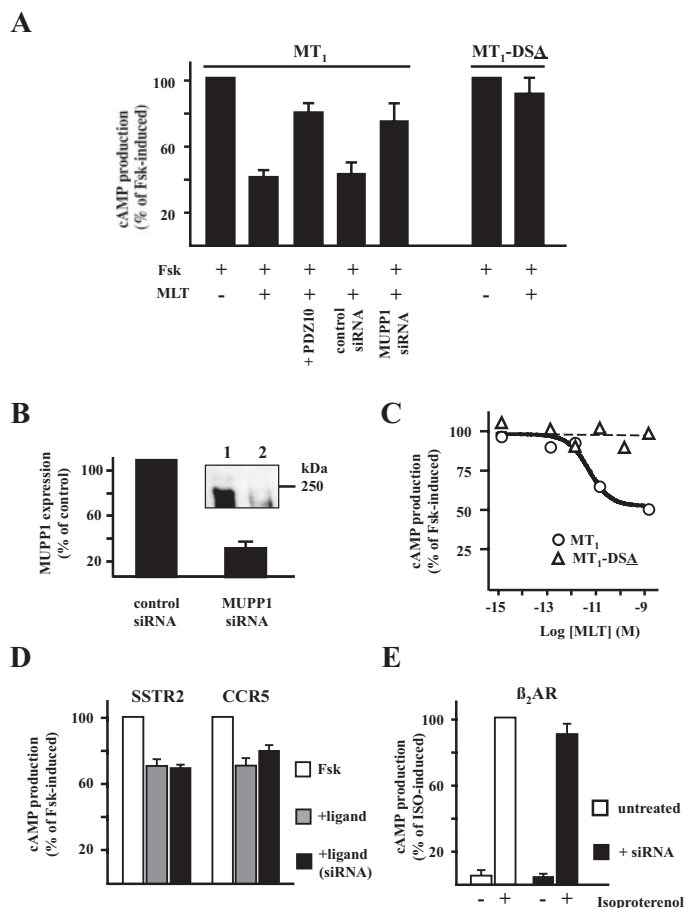 A
MT1 MT1-DSA
cAMP production
(% of Fsk-induced)
100
60
20
Fsk + + + + + + +
MLT - + + + + - +
+ PDZ10
control
siRNA
MUPP1
siRNA
B
MUPP1 expression
(% of control)
100
60
20
1 2
kDa
250
control
siRNA
MUPP1
siRNA
C
cAMP production
(% of Fsk-induced)
100
75
50
25
MT1
MT1-DSA
-15 -13 -11 -9
Log [MLT] (M)
D
SSTR2 CCR5
cAMP production
(% of Fsk-induced)
100
60
20
Fsk
+ligand
+ligand
(siRNA)
E
ß2AR
cAMP production
(% of ISO-induced)
100
60
20
untreated
+ siRNA
- + - + Isoproterenol